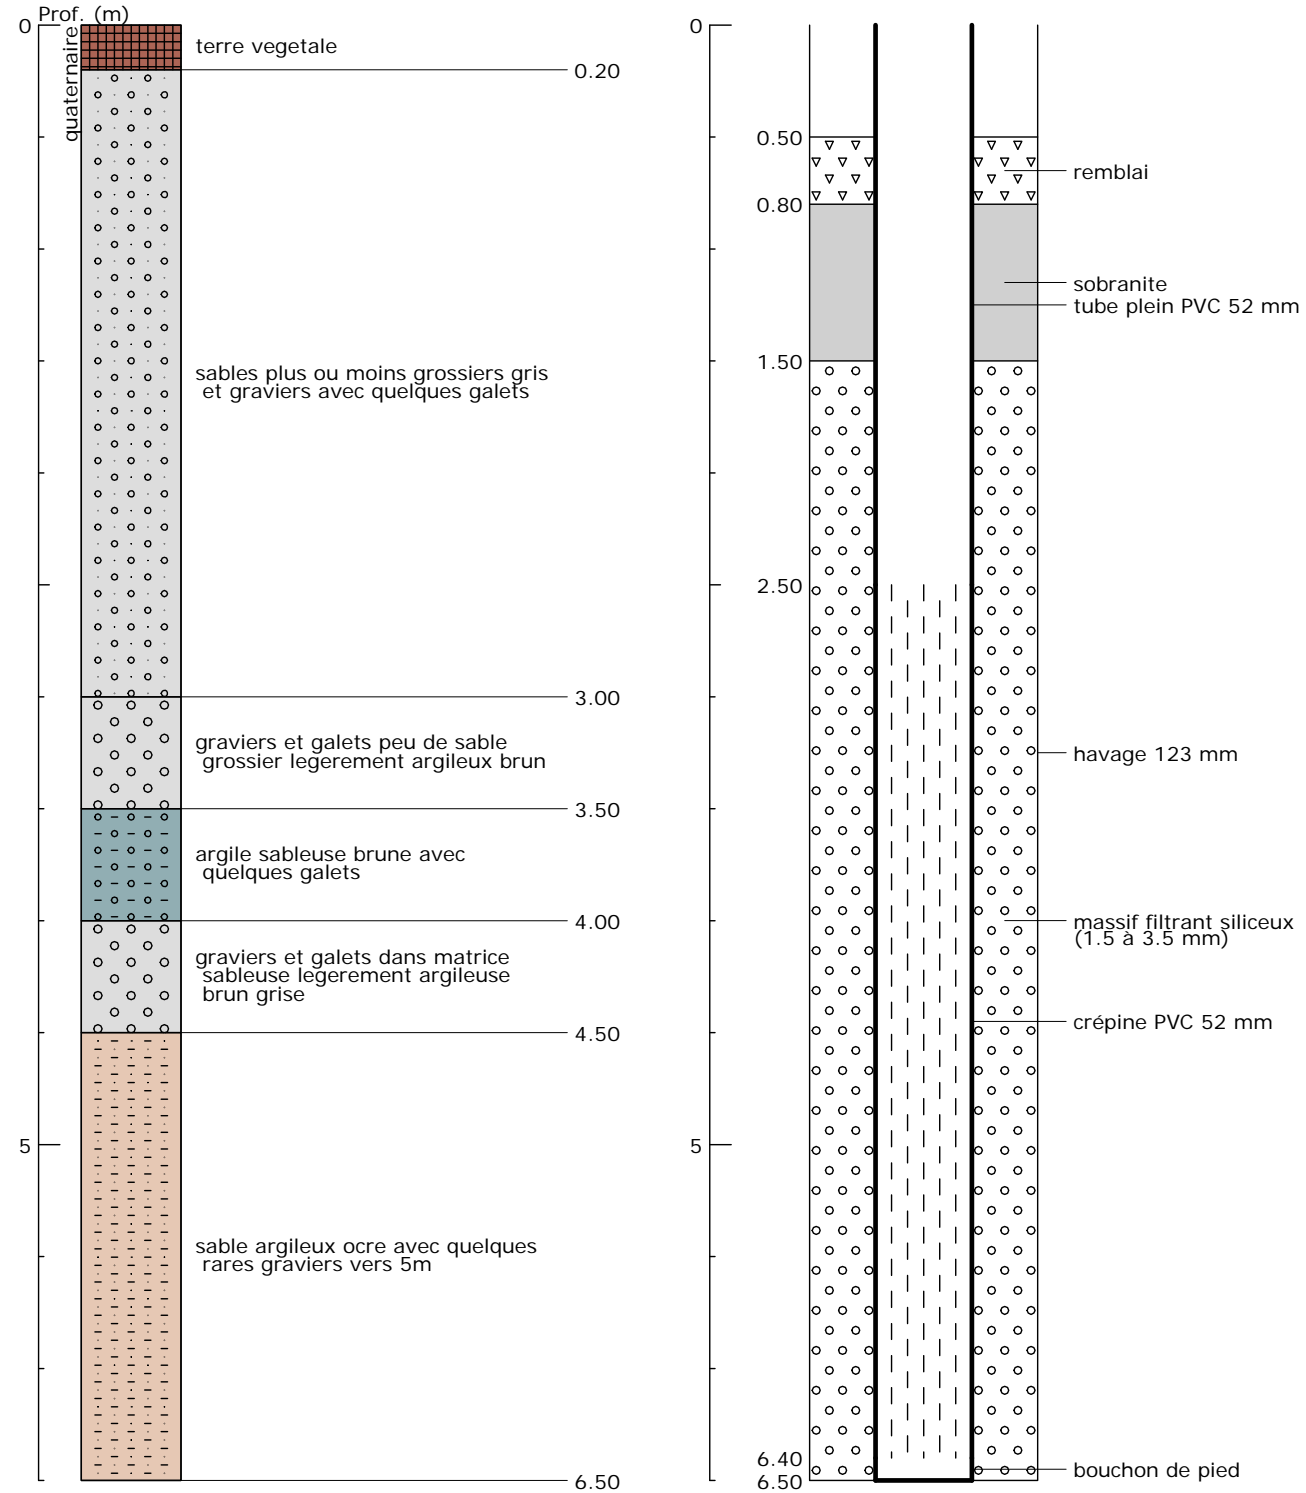 Prof. (m)
0
quaternaire
terre vegetale
0.20
sables plus ou moins grossiers gris
et graviers avec quelques galets
3.00
graviers et galets peu de sable
grossier legerement argileux brun
3.50
argile sableuse brune avec
quelques galets
4.00
graviers et galets dans matrice
sableuse legerement argileuse
brun grise
4.50
5
sable argileux ocre avec quelques
rares graviers vers 5m
6.50
0
0.50
remblai
0.80
sobranite
tube plein PVC 52 mm
1.50
2.50
havage 123 mm
massif filtrant siliceux
(1.5 à 3.5 mm)
crépine PVC 52 mm
5
6.40
bouchon de pied
6.50